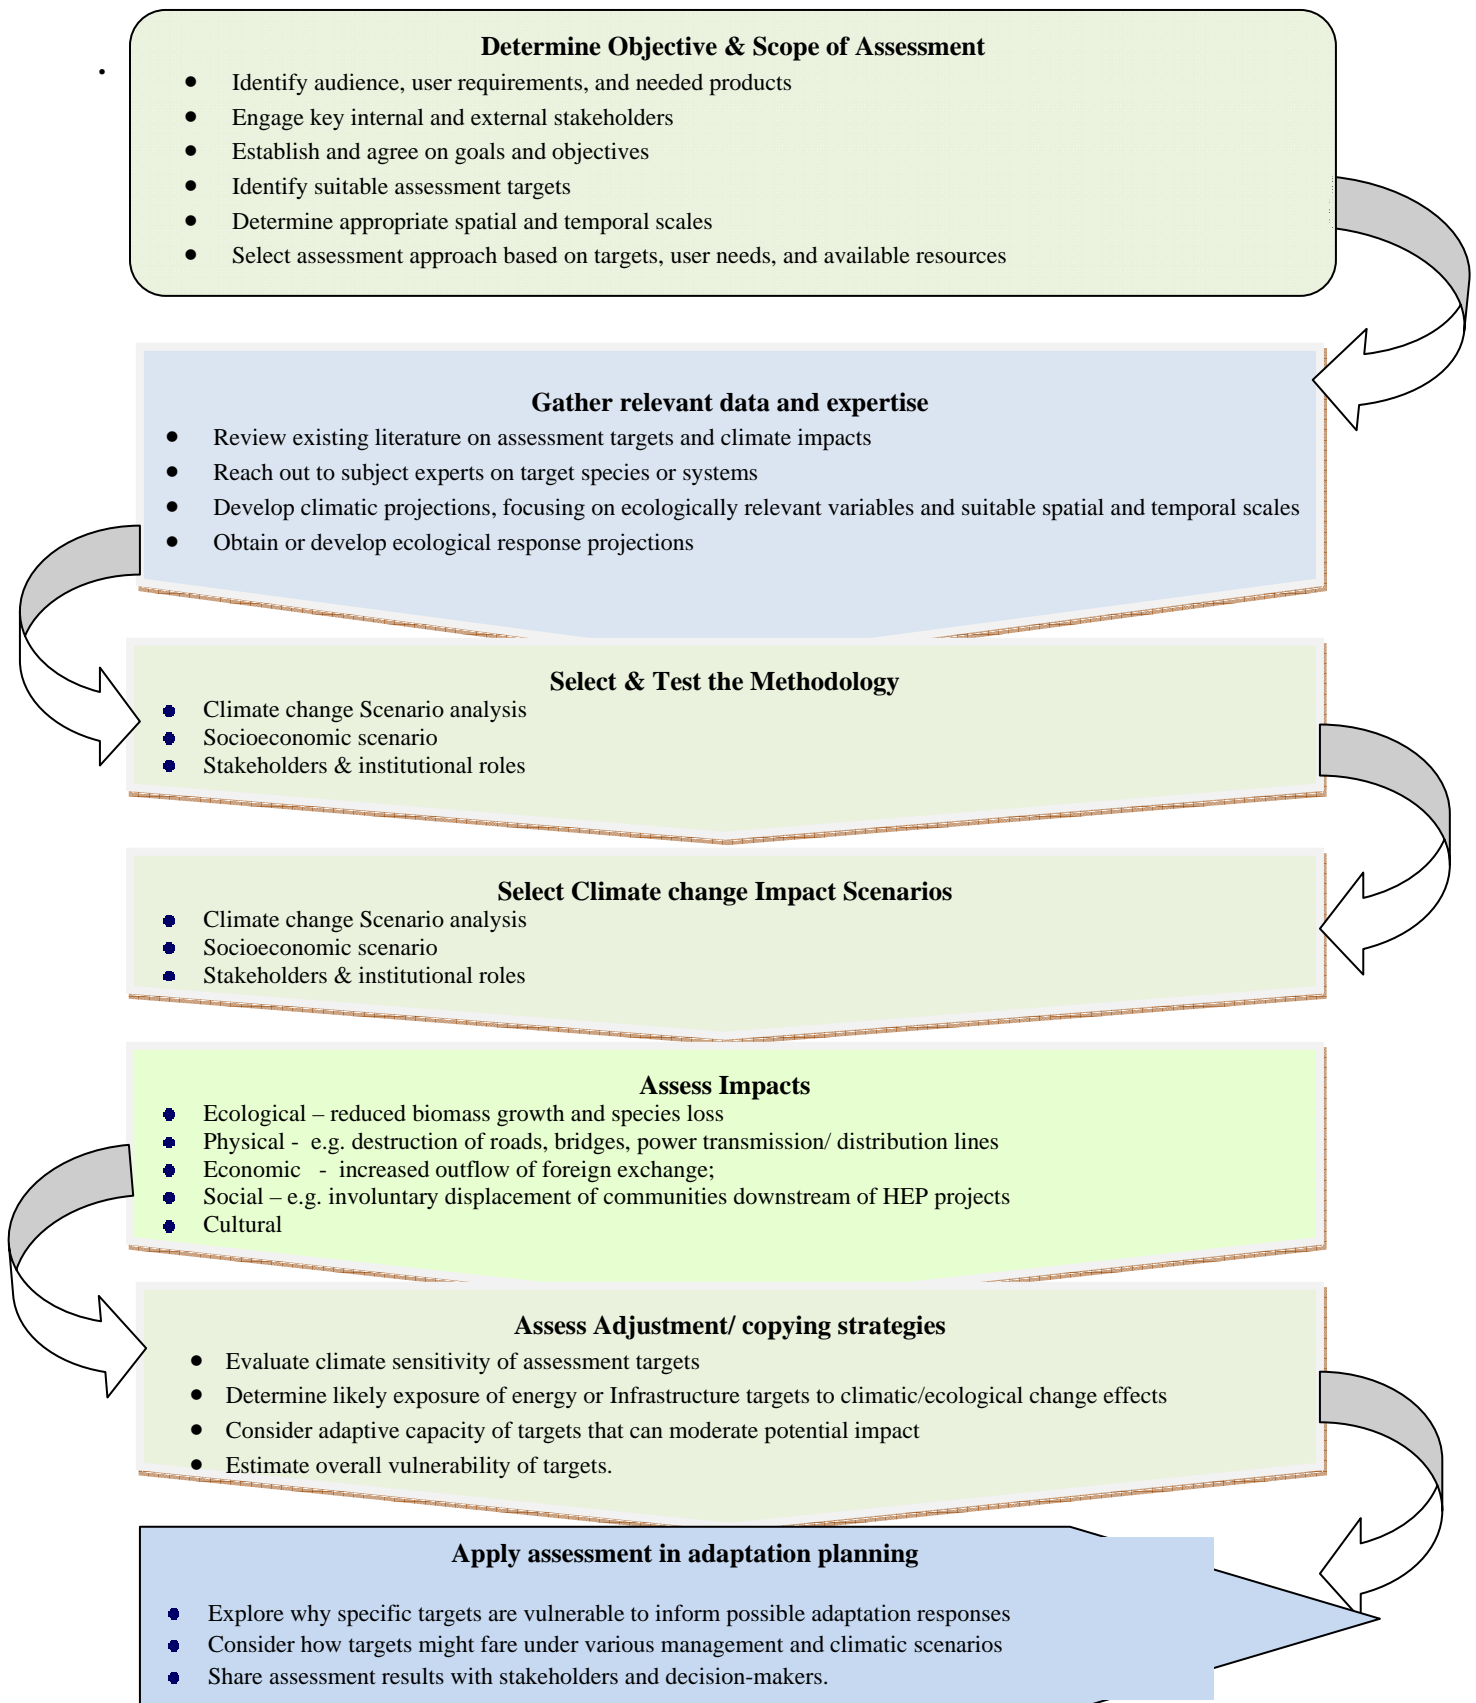 Determine Objective & Scope of Assessment
● Identify audience, user requirements, and needed products
● Engage key internal and external stakeholders
● Establish and agree on goals and objectives
● Identify suitable assessment targets
● Determine appropriate spatial and temporal scales
● Select assessment approach based on targets, user needs, and available resources
Gather relevant data and expertise
● Review existing literature on assessment targets and climate impacts
● Reach out to subject experts on target species or systems
● Develop climatic projections, focusing on ecologically relevant variables and suitable spatial and temporal scales
● Obtain or develop ecological response projections
Select & Test the Methodology
● Climate change Scenario analysis
● Socioeconomic scenario
● Stakeholders & institutional roles
Select Climate change Impact Scenarios
● Climate change Scenario analysis
● Socioeconomic scenario
● Stakeholders & institutional roles
Assess Impacts
● Ecological – reduced biomass growth and species loss
● Physical - e.g. destruction of roads, bridges, power transmission/ distribution lines
● Economic - increased outflow of foreign exchange;
● Social – e.g. involuntary displacement of communities downstream of HEP projects
● Cultural
Assess Adjustment/ copying strategies
● Evaluate climate sensitivity of assessment targets
● Determine likely exposure of energy or Infrastructure targets to climatic/ecological change effects
● Consider adaptive capacity of targets that can moderate potential impact
● Estimate overall vulnerability of targets.
Apply assessment in adaptation planning
● Explore why specific targets are vulnerable to inform possible adaptation responses
● Consider how targets might fare under various management and climatic scenarios
● Share assessment results with stakeholders and decision-makers.